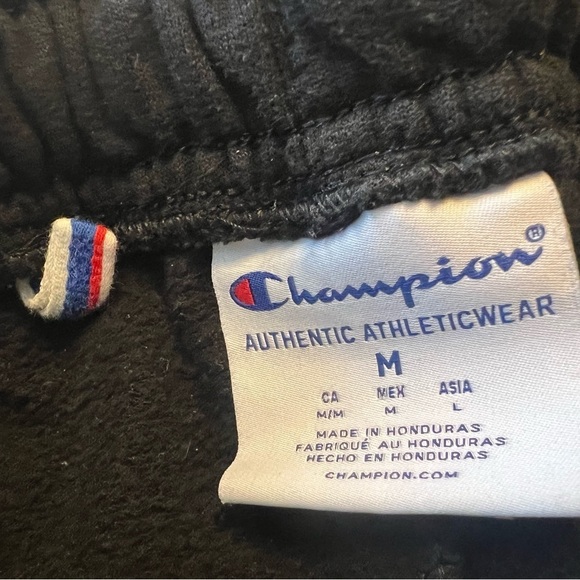 Champion®
AUTHENTIC ATHLETICWEAR
M
CA MEX ASIA
M/M M L
MADE IN HONDURAS
FABRIQUÉ AU HONDURAS
HECHO EN HONDURAS
CHAMPION.COM